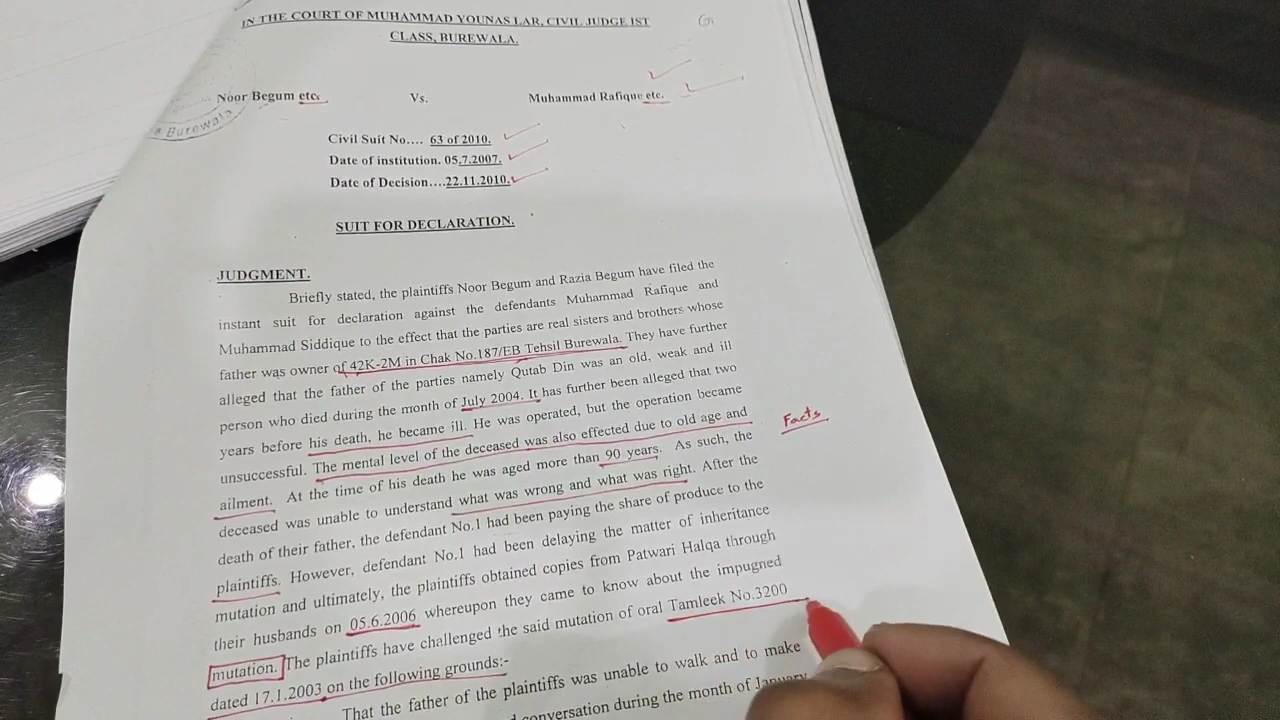 IN THE COURT OF MUHAMMAD YOUNAS LAR, CIVIL JUDGE IST
CLASS, BUREWALA.
Noor Begum etc. Vs. Muhammad Rafique etc.
Burewala
Civil Suit No.... 63 of 2010.
Date of institution. 05.7.2007.
Date of Decision....22.11.2010.
SUIT FOR DECLARATION.
JUDGMENT.
Briefly stated, the plaintiffs Noor Begum and Razia Begum have filed the
instant suit for declaration against the defendants Muhammad Rafique and
Muhammad Siddique to the effect that the parties are real sisters and brothers whose
father was owner of 42K-2M in Chak No.187/EB Tehsil Burewala. They have further
alleged that the father of the parties namely Qutab Din was an old, weak and ill
person who died during the month of July 2004. It has further been alleged that two
years before his death, he became ill. He was operated, but the operation became
unsuccessful. The mental level of the deceased was also effected due to old age and
ailment. At the time of his death he was aged more than 90 years. As such, the
deceased was unable to understand what was wrong and what was right. After the
death of their father, the defendant No.1 had been paying the share of produce to the
plaintiffs. However, defendant No.1 had been delaying the matter of inheritance
mutation and ultimately, the plaintiffs obtained copies from Patwari Halqa through
their husbands on 05.6.2006 whereupon they came to know about the impugned
mutation. The plaintiffs have challenged the said mutation of oral Tamleek No.3200
dated 17.1.2003 on the following grounds:-
Facts
That the father of the plaintiffs was unable to walk and to make
conversation during the month of January